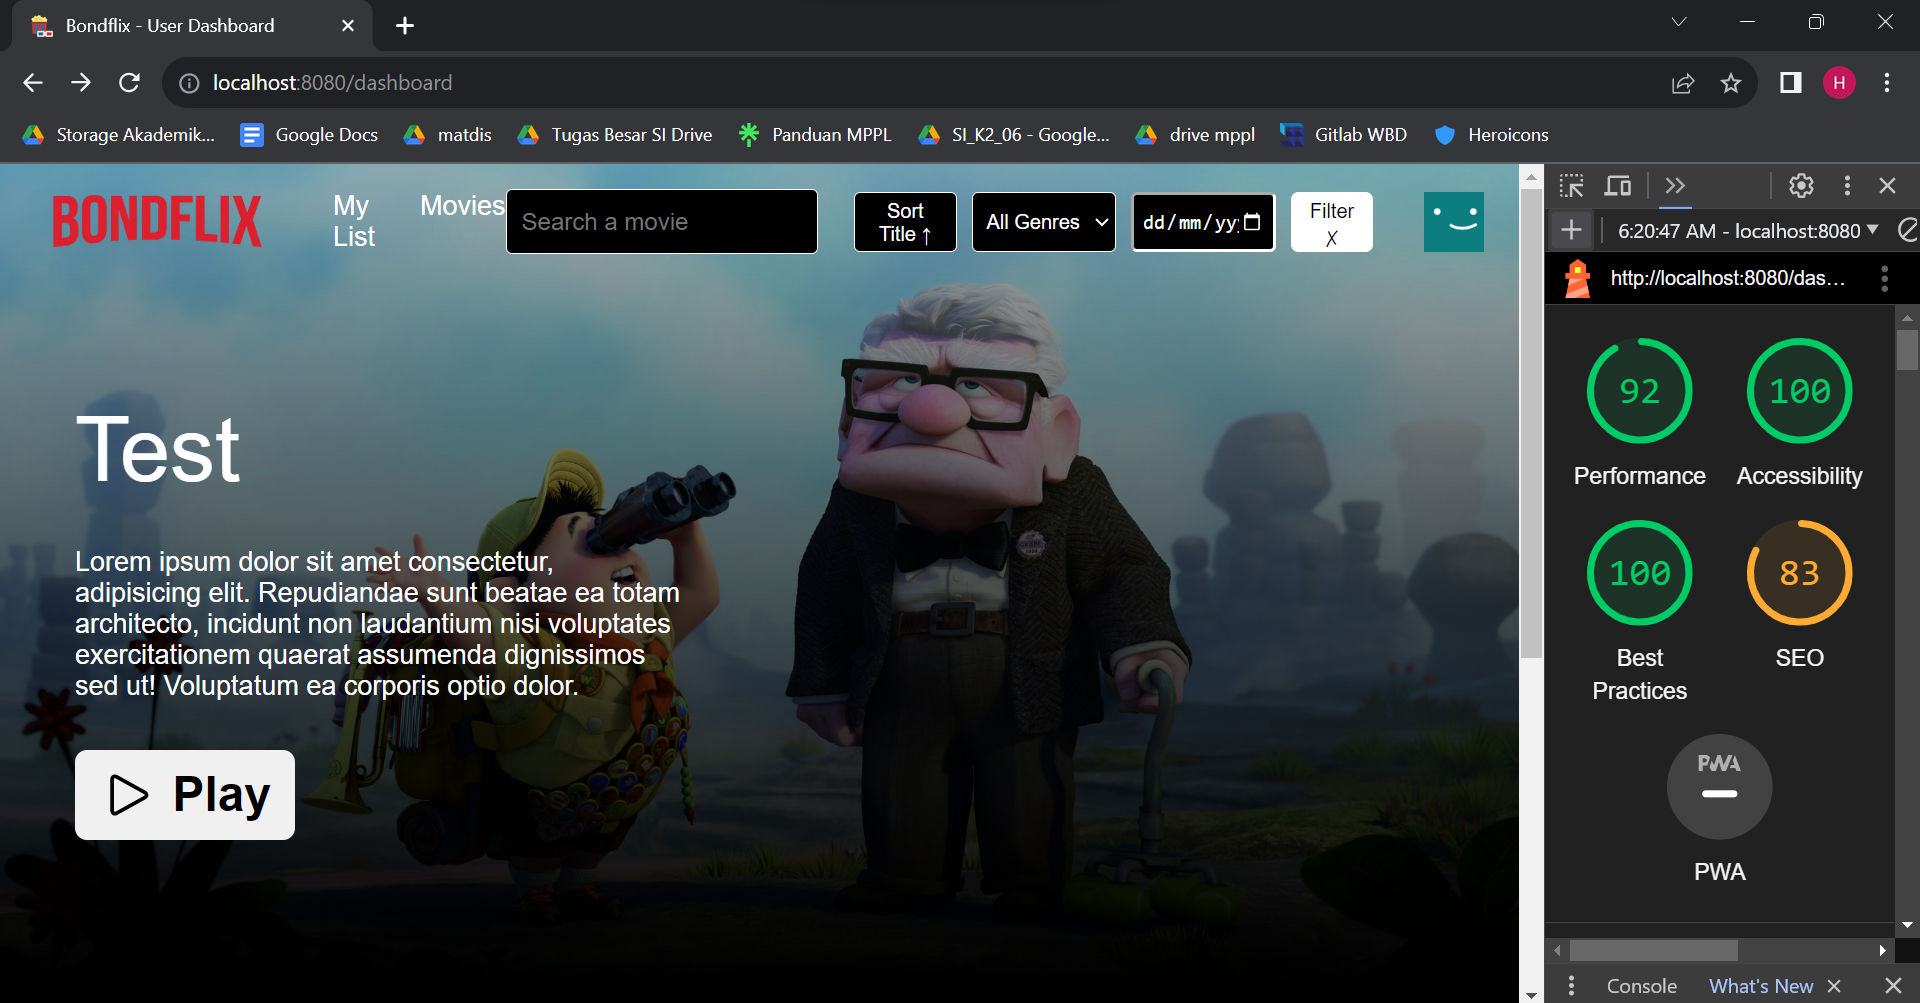 Bondflix - User Dashboard
localhost:8080/dashboard
H
Storage Akademik...
Google Docs
matdis
Tugas Besar SI Drive
Panduan MPPL
SI_K2_06 - Google...
drive mppl
Gitlab WBD
Heroicons
BONDFLIX
My
List
Movies
Search a movie
Sort
Title ↑
All Genres
dd/mm/yy
Filter
X
Test
Lorem ipsum dolor sit amet consectetur,
adipisicing elit. Repudiandae sunt beatae ea totam
architecto, incidunt non laudantium nisi voluptates
exercitationem quaerat assumenda dignissimos
sed ut! Voluptatum ea corporis optio dolor.
Play
6:20:47 AM - localhost:8080
http://localhost:8080/das...
92
100
Performance
Accessibility
100
83
Best
Practices
SEO
PWA
PWA
Console
What's New